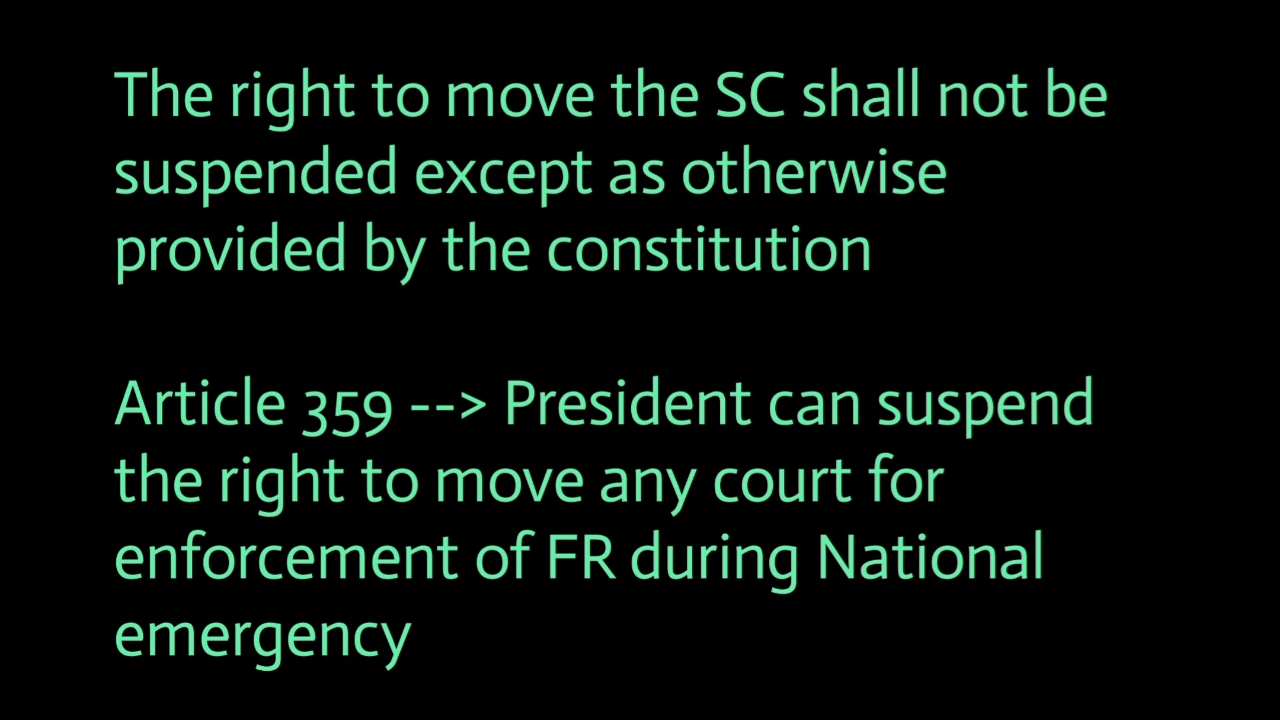 The right to move the SC shall not be
suspended except as otherwise
provided by the constitution
Article 359 --> President can suspend
the right to move any court for
enforcement of FR during National
emergency